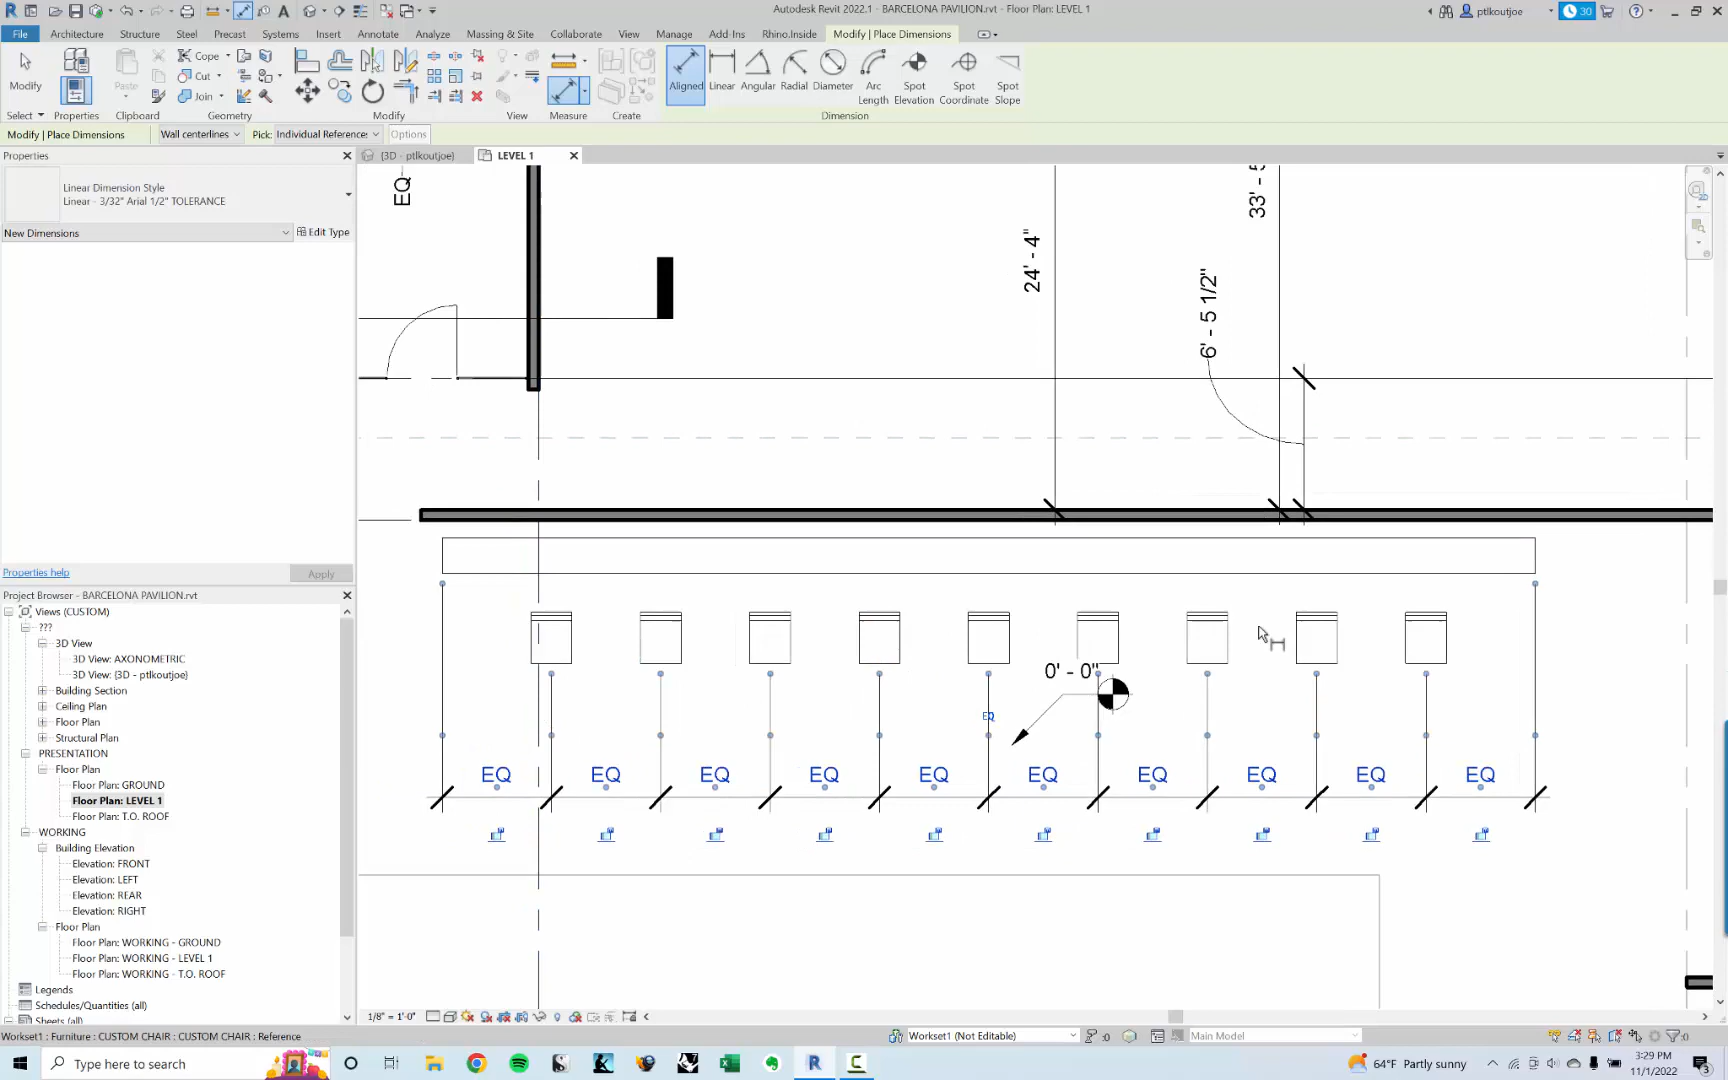 Autodesk Revit 2022.1 - BARCELONA PAVILION.rvt - Floor Plan: LEVEL 1
ptlkoutjoe
30
File Architecture Structure Steel Precast Systems Insert Annotate Analyze Massing & Site Collaborate View Manage Add-Ins Rhino.Inside Modify | Place Dimensions
Modify
Paste
Cope
Cut
Join
Aligned Linear Angular Radial Diameter Arc Length Spot Elevation Spot Coordinate Spot Slope
Select Properties Clipboard Geometry Modify View Measure Create Dimension
Modify | Place Dimensions Wall centerlines Pick: Individual References Options
Properties
{3D - ptlkoutjoe} LEVEL 1
Linear Dimension Style
Linear - 3/32" Arial 1/2" TOLERANCE
New Dimensions Edit Type
Properties help Apply
Project Browser - BARCELONA PAVILION.rvt
Views (CUSTOM)
???
3D View
3D View: AXONOMETRIC
3D View: {3D - ptlkoutjoe}
Building Section
Ceiling Plan
Floor Plan
Structural Plan
PRESENTATION
Floor Plan
Floor Plan: GROUND
Floor Plan: LEVEL 1
Floor Plan: T.O. ROOF
WORKING
Building Elevation
Elevation: FRONT
Elevation: LEFT
Elevation: REAR
Elevation: RIGHT
Floor Plan
Floor Plan: WORKING - GROUND
Floor Plan: WORKING - LEVEL 1
Floor Plan: WORKING - T.O. ROOF
Legends
Schedules/Quantities (all)
Sheets (all)
EQ
24' - 4"
33' - 5
6' - 5 1/2"
0' - 0"
EQ
EQ EQ EQ EQ EQ EQ EQ EQ EQ EQ
1/8" = 1'-0"
Workset1 : Furniture : CUSTOM CHAIR : CUSTOM CHAIR : Reference
Workset1 (Not Editable)
:0
Main Model
:0
Type here to search
64°F Partly sunny
3:29 PM
11/1/2022
3